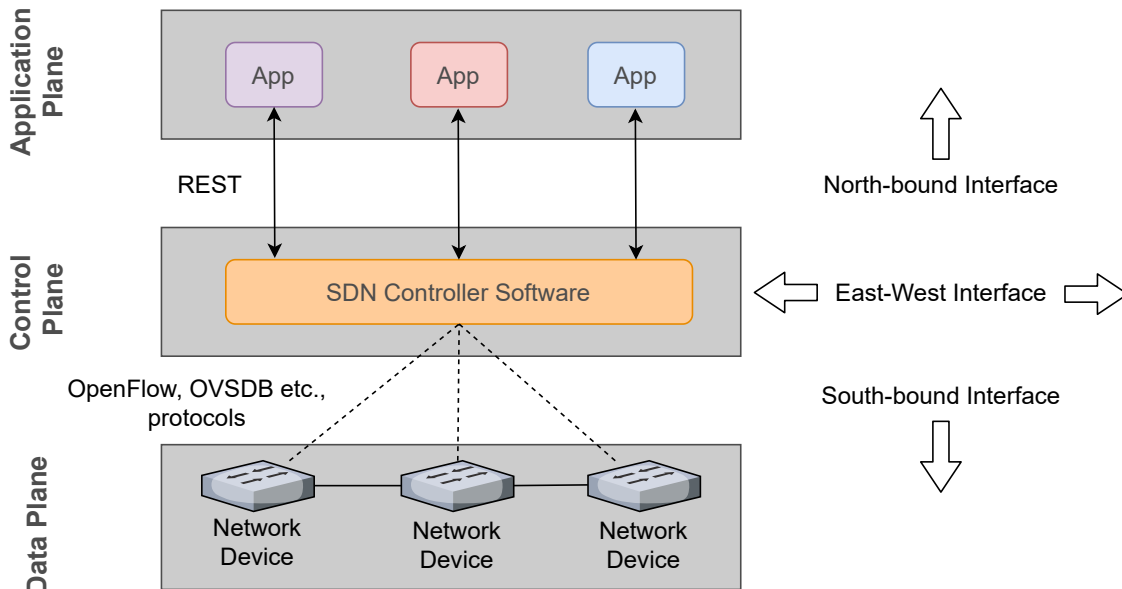 Application
Plane
App
App
App
REST
North-bound Interface
Control
Plane
SDN Controller Software
East-West Interface
OpenFlow, OVSDB etc.,
protocols
South-bound Interface
Data Plane
Network
Device
Network
Device
Network
Device